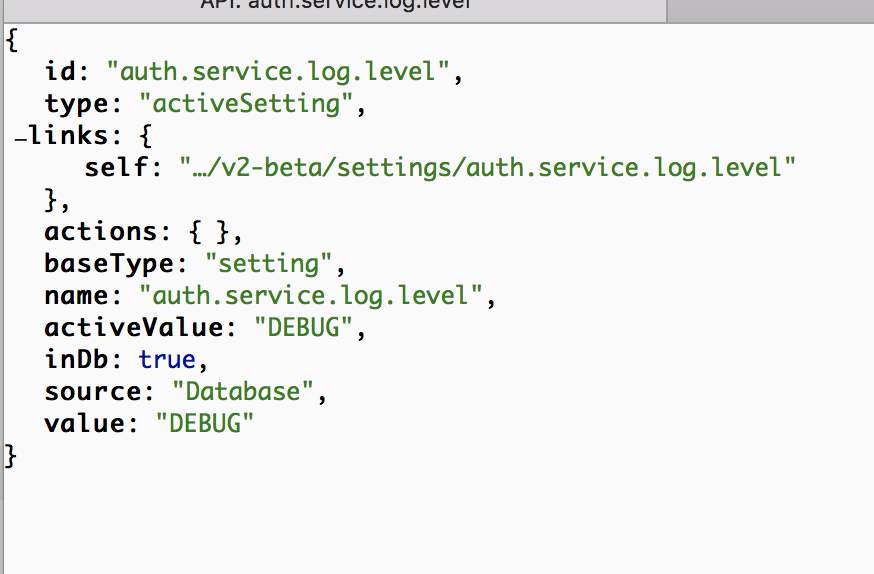 API: auth.service.log.level
{
id: "auth.service.log.level",
type: "activeSetting",
–links: {
self: "…/v2-beta/settings/auth.service.log.level"
},
actions: { },
baseType: "setting",
name: "auth.service.log.level",
activeValue: "DEBUG",
inDb: true,
source: "Database",
value: "DEBUG"
}